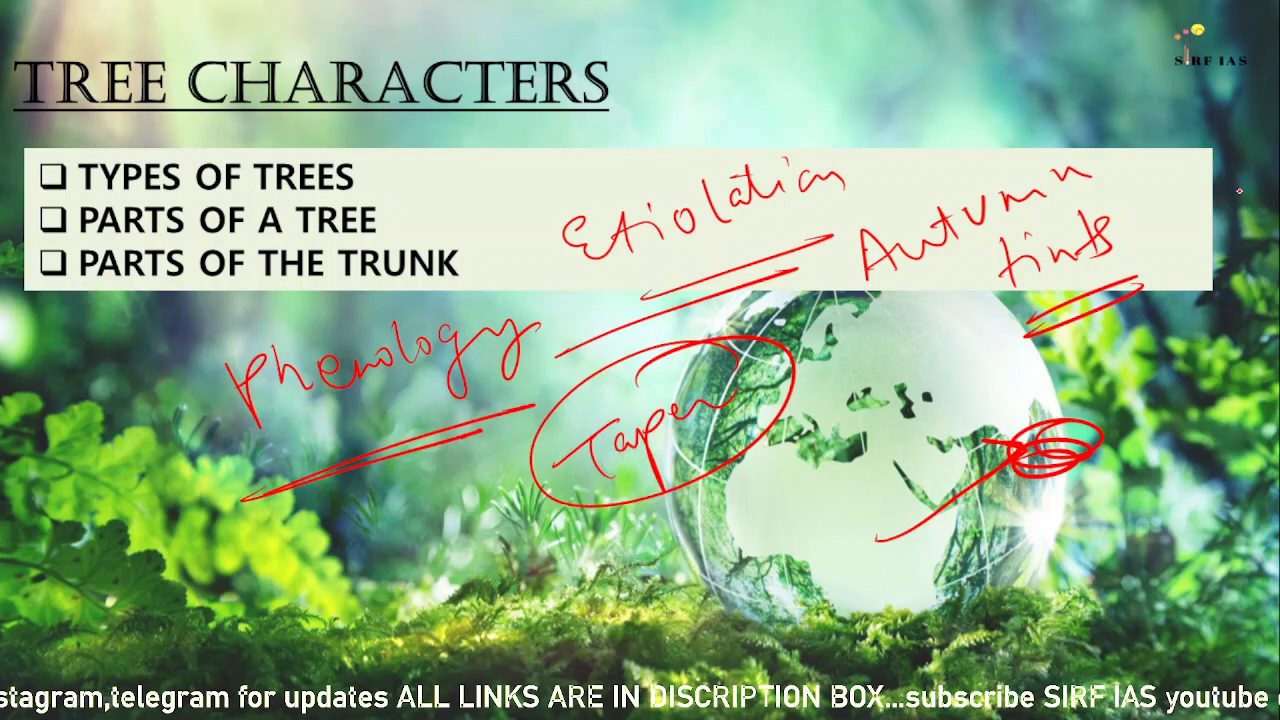 SIRF IAS
TREE CHARACTERS
❑ TYPES OF TREES
❑ PARTS OF A TREE
❑ PARTS OF THE TRUNK
Etiolation
Autumn
tints
Phenology
Taper
stagram,telegram for updates ALL LINKS ARE IN DISCRIPTION BOX...subscribe SIRF IAS youtube